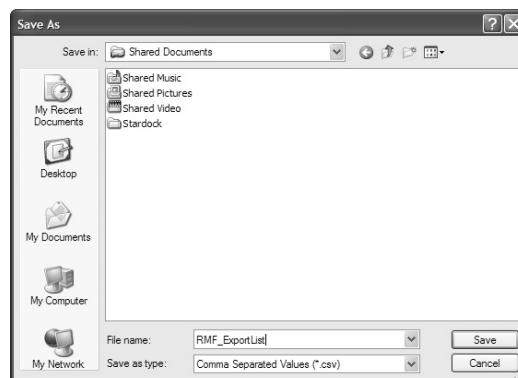 Save As
Save in:
Shared Documents
My Recent
Documents
Desktop
My Documents
My Computer
My Network
Shared Music
Shared Pictures
Shared Video
Stardock
File name:
RMF_ExportList
Save
Save as type:
Comma Separated Values (*.csv)
Cancel